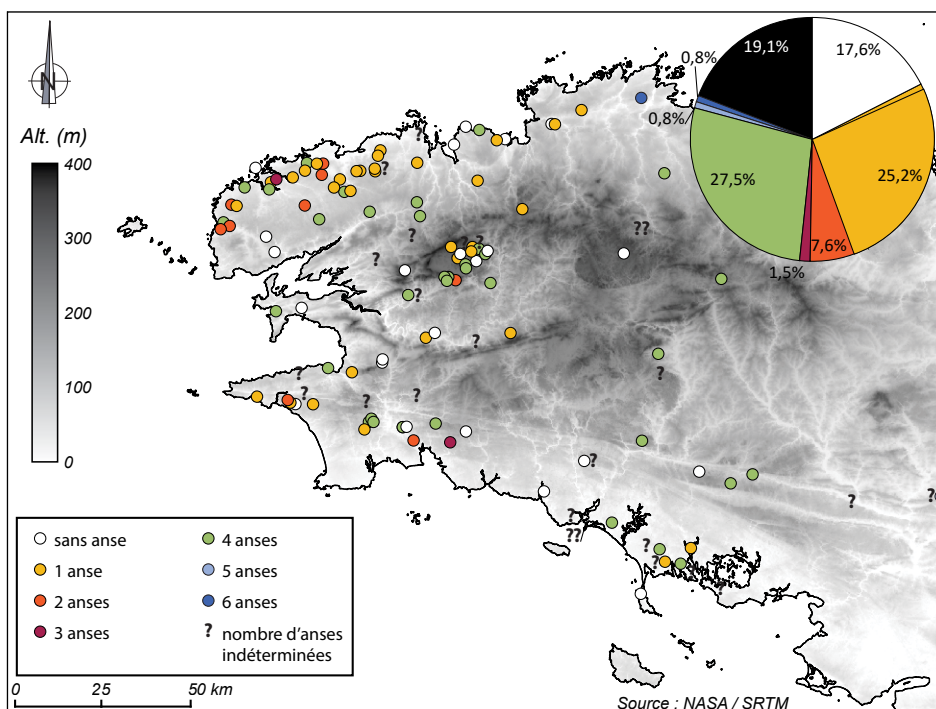 N
Alt. (m)
400
300
200
100
0
19,1%
17,6%
0,8%
0,8%
25,2%
27,5%
7,6%
1,5%
?
?
? ?
?
?
??
?
?
?
?
?
?
?
?
?
?
?
??
?
?
?
?
sans anse
1 anse
2 anses
3 anses
4 anses
5 anses
6 anses
? nombre d'anses
indéterminées
0 25 50 km
Source : NASA / SRTM